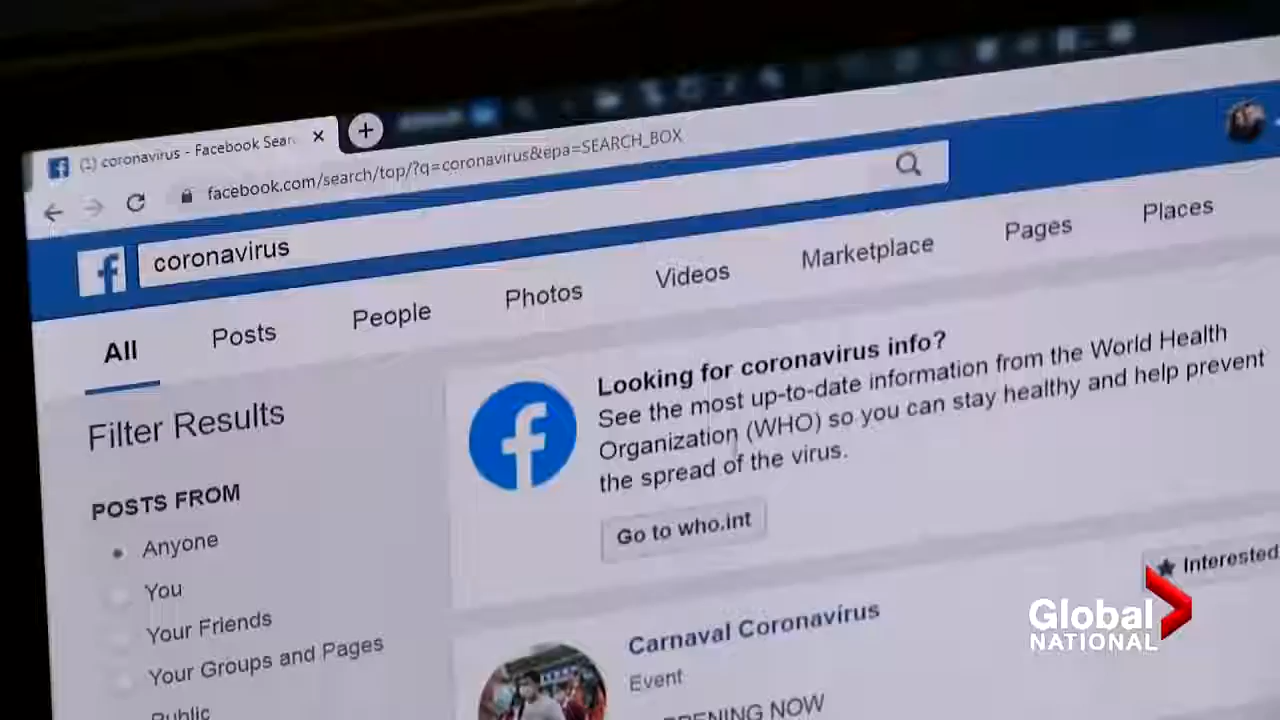 (1) coronavirus - Facebook Sear
facebook.com/search/top/?q=coronavirus&epa=SEARCH_BOX
coronavirus
All
Posts
People
Photos
Videos
Marketplace
Pages
Places
Filter Results
POSTS FROM
Anyone
You
Your Friends
Your Groups and Pages
Public
Looking for coronavirus info?
See the most up-to-date information from the World Health
Organization (WHO) so you can stay healthy and help prevent
the spread of the virus.
Go to who.int
Interested
Carnaval Coronavirus
Event
NOW
Global
NATIONAL